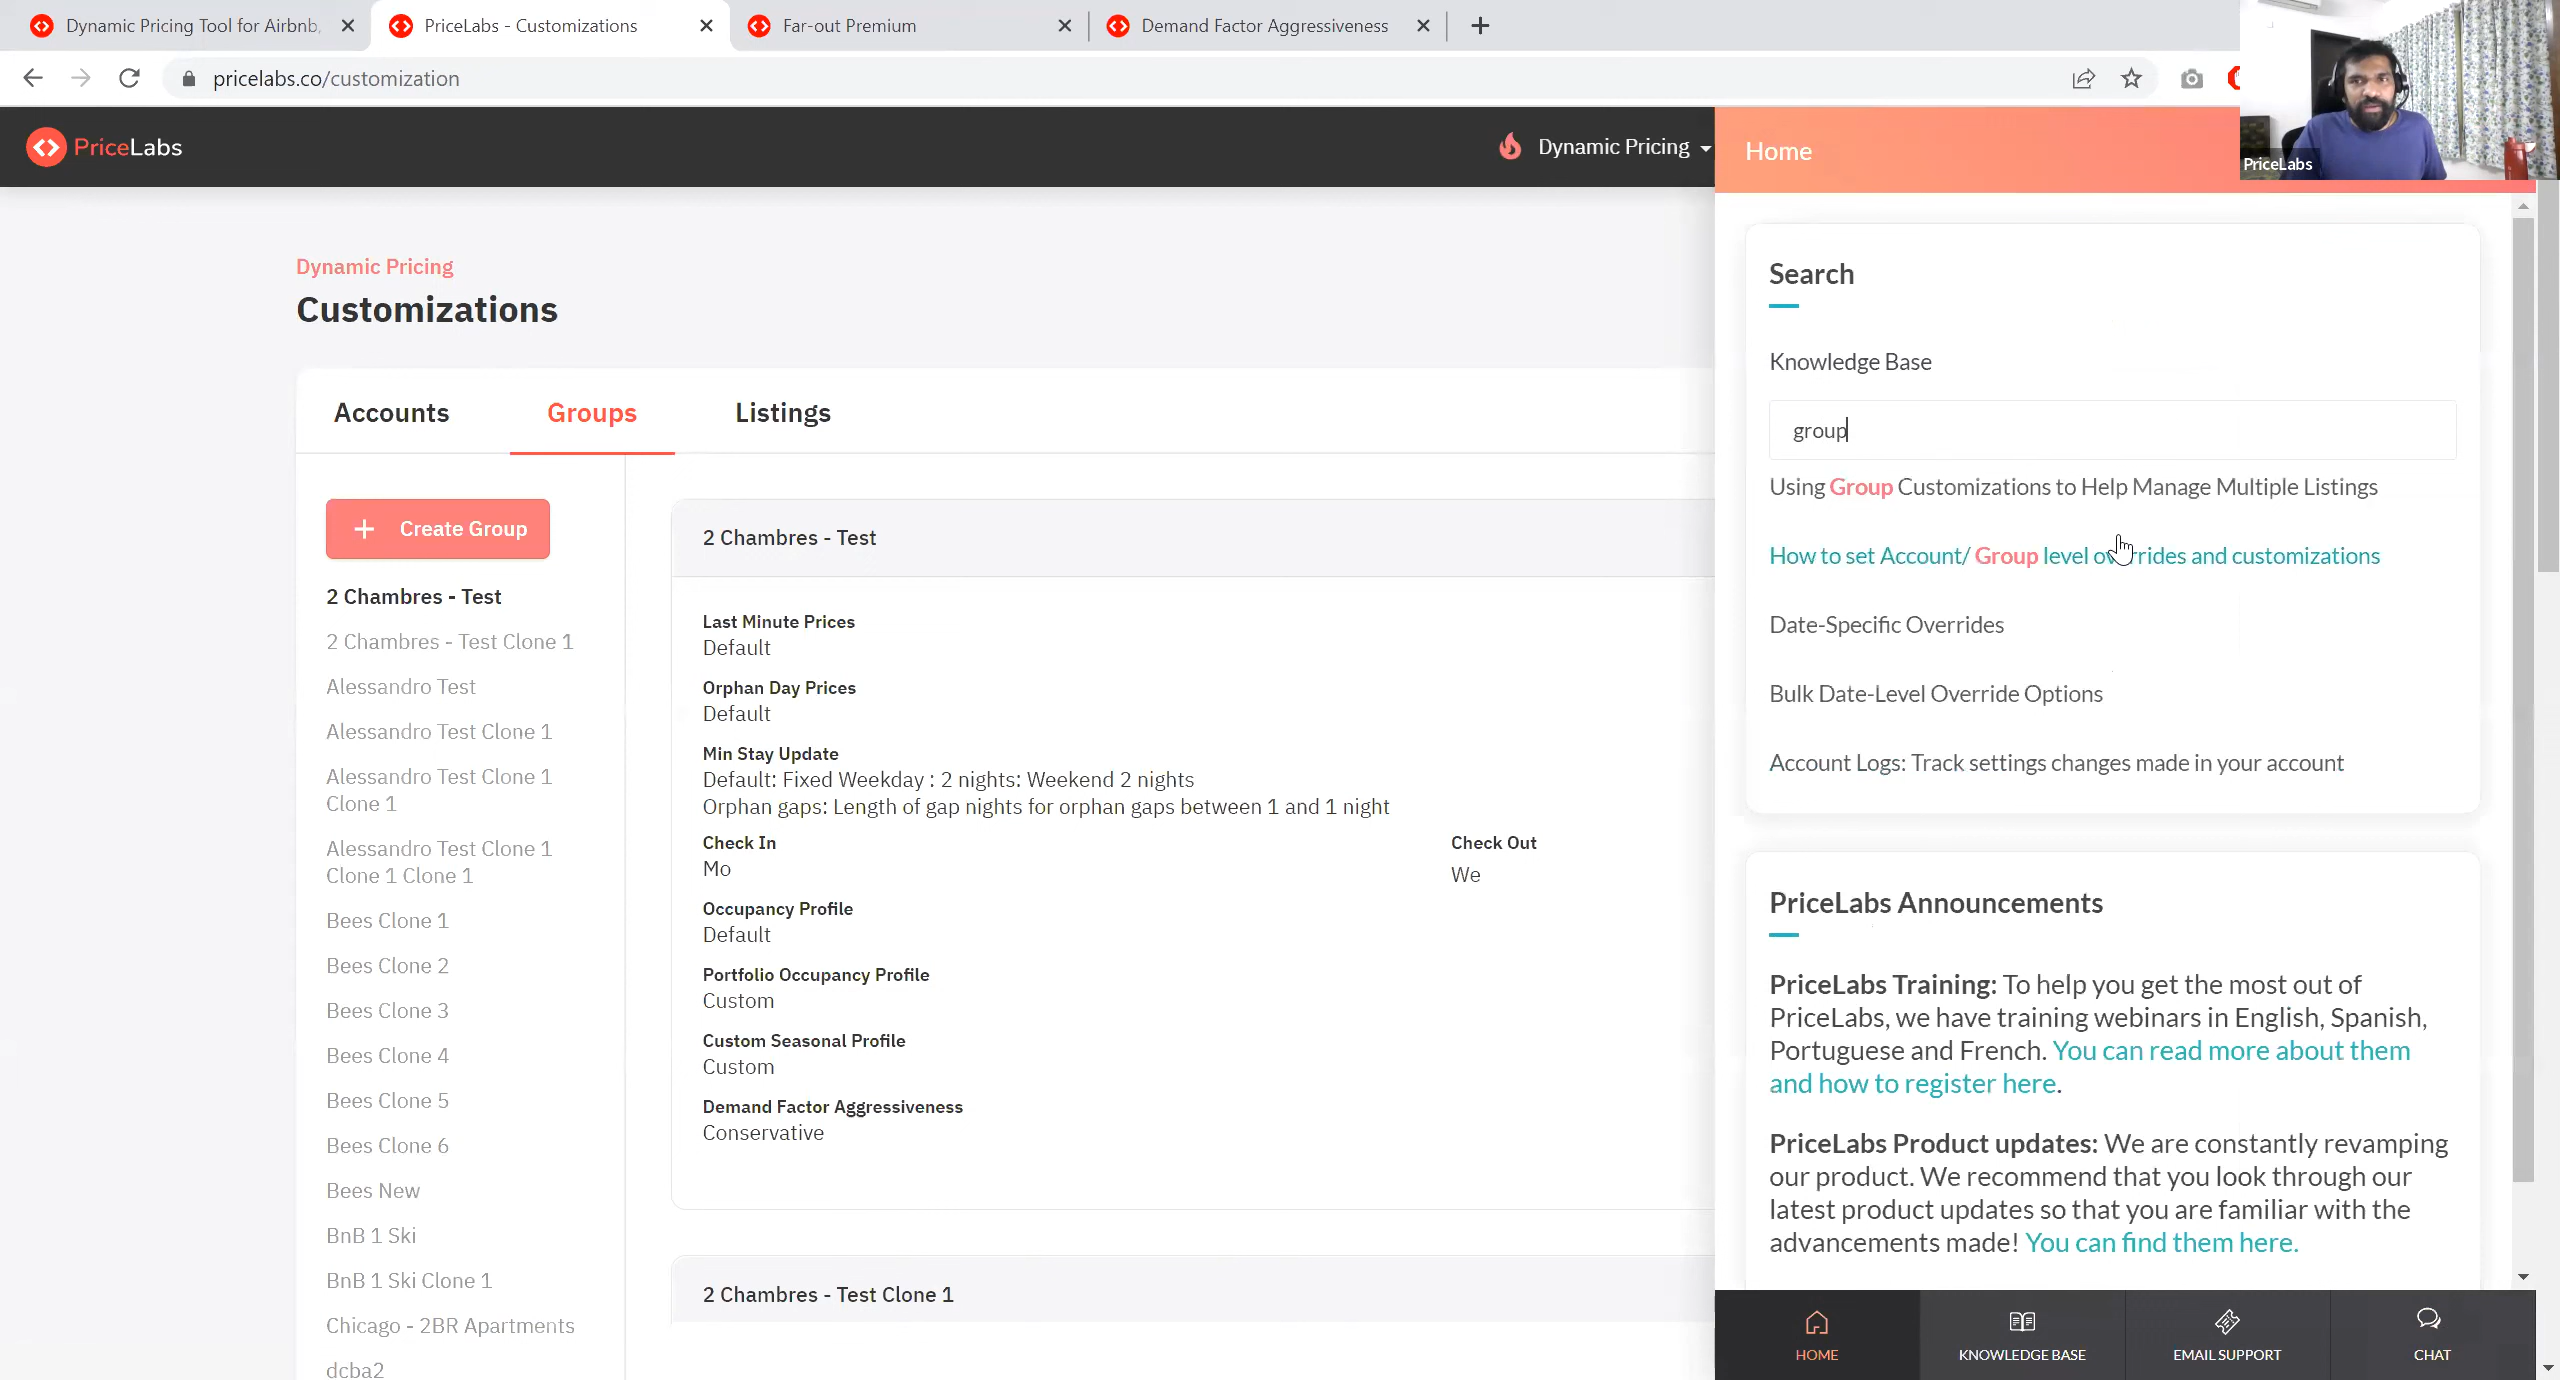 Dynamic Pricing Tool for Airbnb,
PriceLabs - Customizations
Far-out Premium
Demand Factor Aggressiveness
pricelabs.co/customization
PriceLabs
Dynamic Pricing
Home
PriceLabs
Dynamic Pricing
Customizations
Accounts
Groups
Listings
Create Group
2 Chambres - Test
2 Chambres - Test Clone 1
Alessandro Test
Alessandro Test Clone 1
Alessandro Test Clone 1
Clone 1
Alessandro Test Clone 1
Clone 1 Clone 1
Bees Clone 1
Bees Clone 2
Bees Clone 3
Bees Clone 4
Bees Clone 5
Bees Clone 6
Bees New
BnB 1 Ski
BnB 1 Ski Clone 1
Chicago - 2BR Apartments
dcba2
2 Chambres - Test
Last Minute Prices
Default
Orphan Day Prices
Default
Min Stay Update
Default: Fixed Weekday : 2 nights: Weekend 2 nights
Orphan gaps: Length of gap nights for orphan gaps between 1 and 1 night
Check In
Mo
Check Out
We
Occupancy Profile
Default
Portfolio Occupancy Profile
Custom
Custom Seasonal Profile
Custom
Demand Factor Aggressiveness
Conservative
2 Chambres - Test Clone 1
Search
Knowledge Base
group
Using Group Customizations to Help Manage Multiple Listings
How to set Account/ Group level overrides and customizations
Date-Specific Overrides
Bulk Date-Level Override Options
Account Logs: Track settings changes made in your account
PriceLabs Announcements
PriceLabs Training: To help you get the most out of
PriceLabs, we have training webinars in English, Spanish,
Portuguese and French. You can read more about them
and how to register here.
PriceLabs Product updates: We are constantly revamping
our product. We recommend that you look through our
latest product updates so that you are familiar with the
advancements made! You can find them here.
HOME
KNOWLEDGE BASE
EMAIL SUPPORT
CHAT